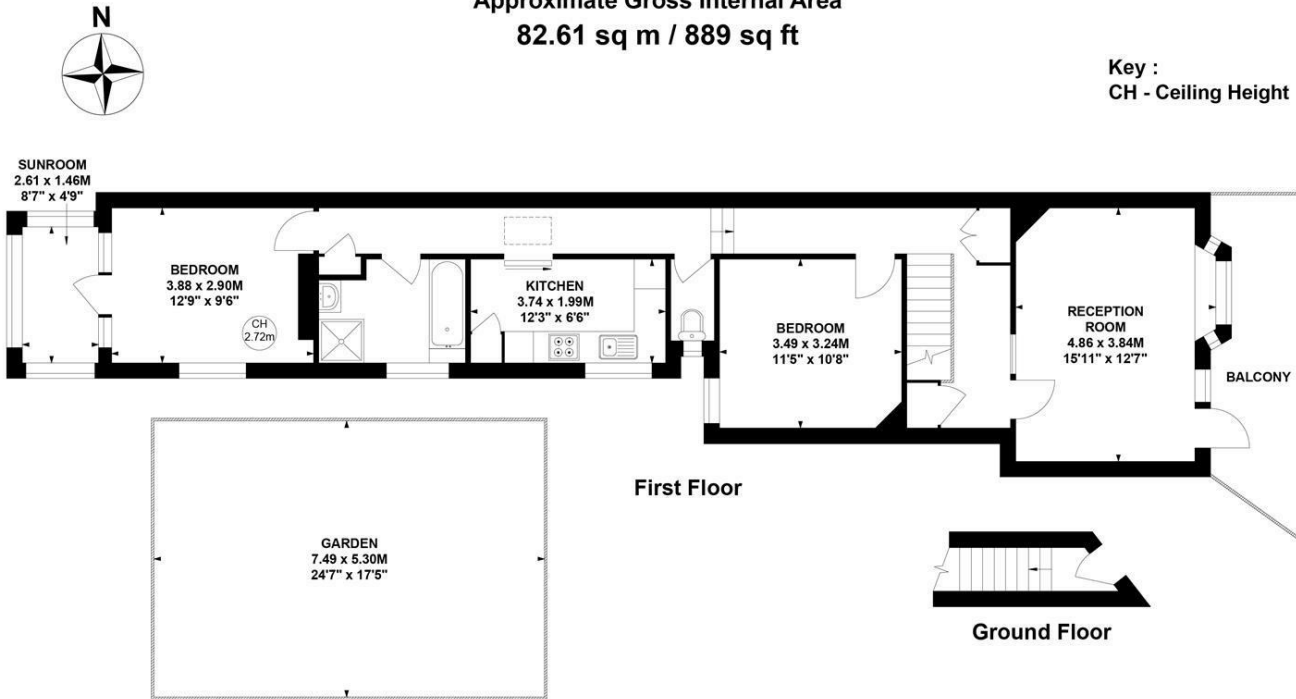 Approximate Gross Internal Area
82.61 sq m / 889 sq ft
N
Key :
CH - Ceiling Height
SUNROOM
2.61 x 1.46M
8'7" x 4'9"
BEDROOM
3.88 x 2.90M
12'9" x 9'6"
CH
2.72m
KITCHEN
3.74 x 1.99M
12'3" x 6'6"
BEDROOM
3.49 x 3.24M
11'5" x 10'8"
RECEPTION
ROOM
4.86 x 3.84M
15'11" x 12'7"
BALCONY
First Floor
GARDEN
7.49 x 5.30M
24'7" x 17'5"
Ground Floor